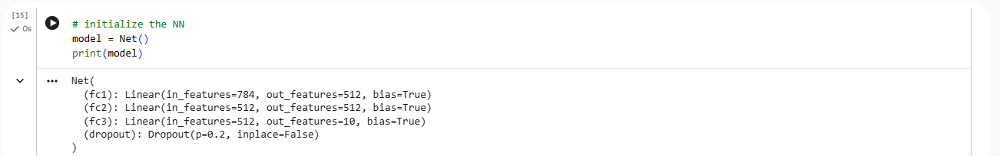 [15]
0s
# initialize the NN
model = Net()
print(model)
Net(
  (fc1): Linear(in_features=784, out_features=512, bias=True)
  (fc2): Linear(in_features=512, out_features=512, bias=True)
  (fc3): Linear(in_features=512, out_features=10, bias=True)
  (dropout): Dropout(p=0.2, inplace=False)
)